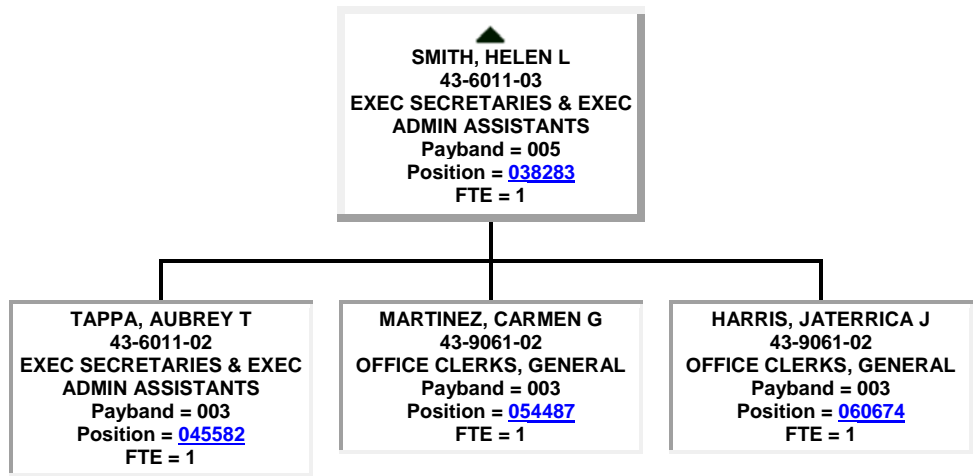 SMITH, HELEN L
43-6011-03
EXEC SECRETARIES & EXEC
ADMIN ASSISTANTS
Payband = 005
Position = 038283
FTE = 1
TAPPA, AUBREY T
43-6011-02
EXEC SECRETARIES & EXEC
ADMIN ASSISTANTS
Payband = 003
Position = 045582
FTE = 1
MARTINEZ, CARMEN G
43-9061-02
OFFICE CLERKS, GENERAL
Payband = 003
Position = 054487
FTE = 1
HARRIS, JATERRICA J
43-9061-02
OFFICE CLERKS, GENERAL
Payband = 003
Position = 060674
FTE = 1